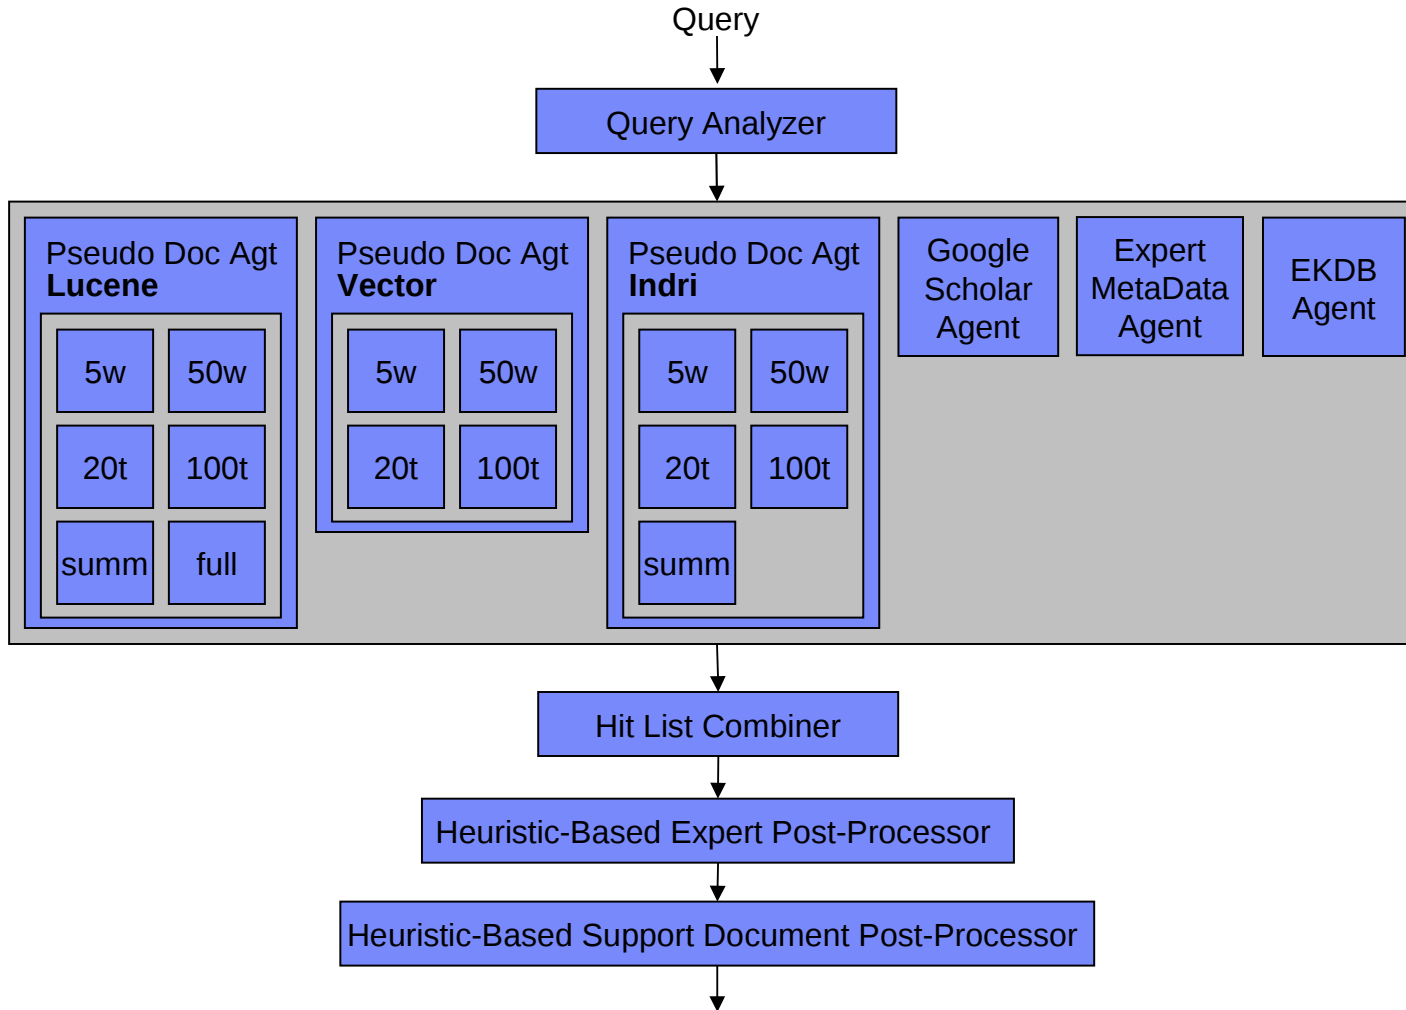 Query
Query Analyzer
Pseudo Doc Agt
Lucene
5w
50w
20t
100t
summ
full
Pseudo Doc Agt
Vector
5w
50w
20t
100t
Pseudo Doc Agt
Indri
5w
50w
20t
100t
summ
Google
Scholar
Agent
Expert
MetaData
Agent
EKDB
Agent
Hit List Combiner
Heuristic-Based Expert Post-Processor
Heuristic-Based Support Document Post-Processor